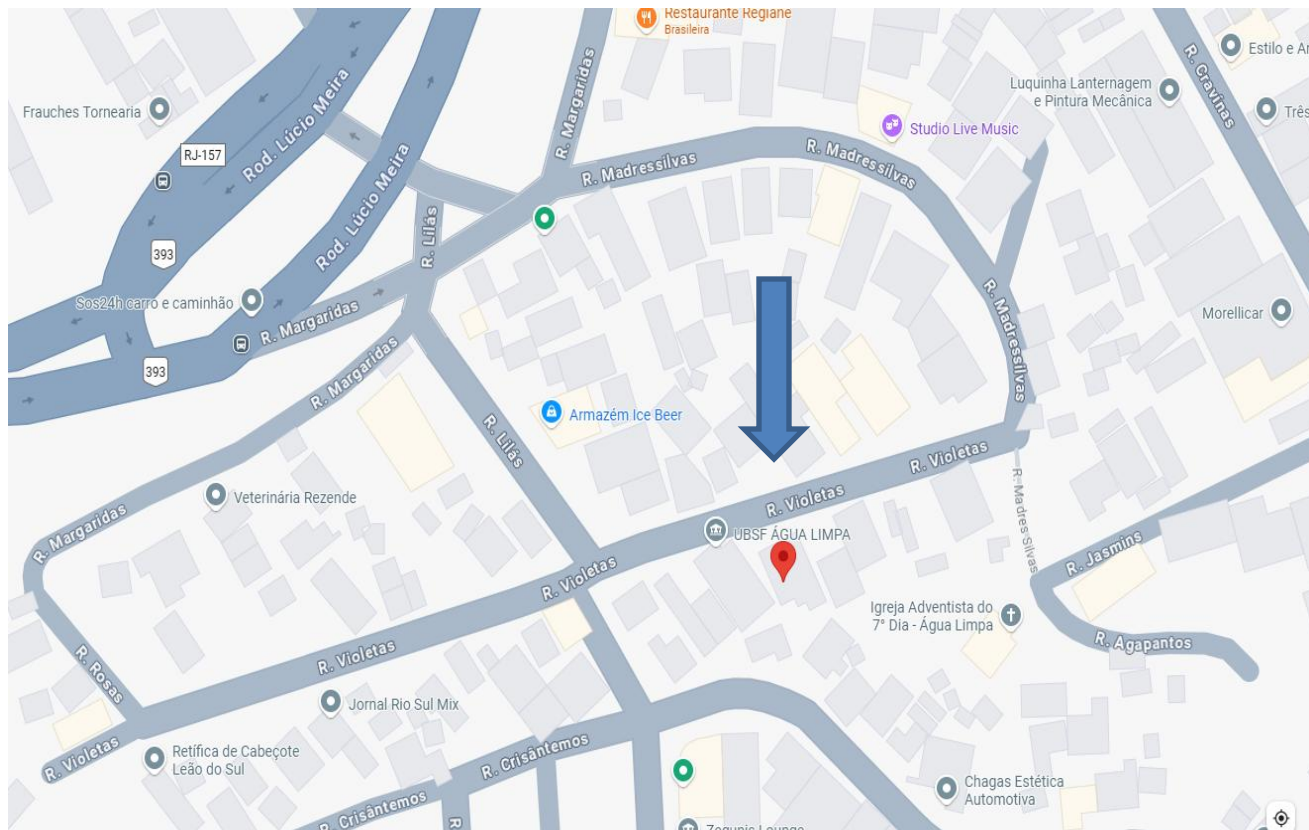 Restaurante Regiane
Brasileira
Estilo e Ar
Frauches Tornearia
Rod. Lúcio Meira
R. Margaridas
R. Cravinas
Luquinha Lanternagem
e Pintura Mecânica
Três
Studio Live Music
RJ-157
R. Madressilvas
R. Madressilvas
Rod. Lúcio Meira
R. Lilás
393
Sos24h carro e caminhão
R. Margaridas
R. Madressilvas
Morellicar
393
R. Margaridas
Armazém Ice Beer
R. Lilás
R. Violetas
Veterinária Rezende
R. Violetas
R. Madres-Silvas
R. Margaridas
UBSF ÁGUA LIMPA
R. Jasmins
R. Violetas
Igreja Adventista do
7° Dia - Água Limpa
R. Agapantos
R. Rosas
R. Violetas
Jornal Rio Sul Mix
R. Violetas
Retífica de Cabeçote
Leão do Sul
R. Crisântemos
Chagas Estética
Automotiva
R. Crisântemos
R